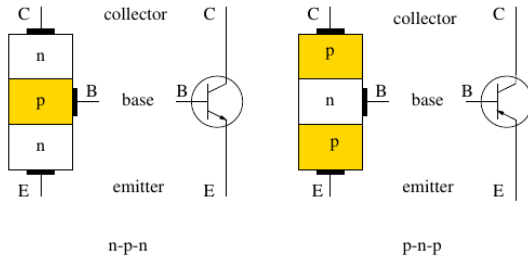 C collector C C collector C
n p
p B base B n B base B
n p
E emitter E E emitter E
n-p-n p-n-p